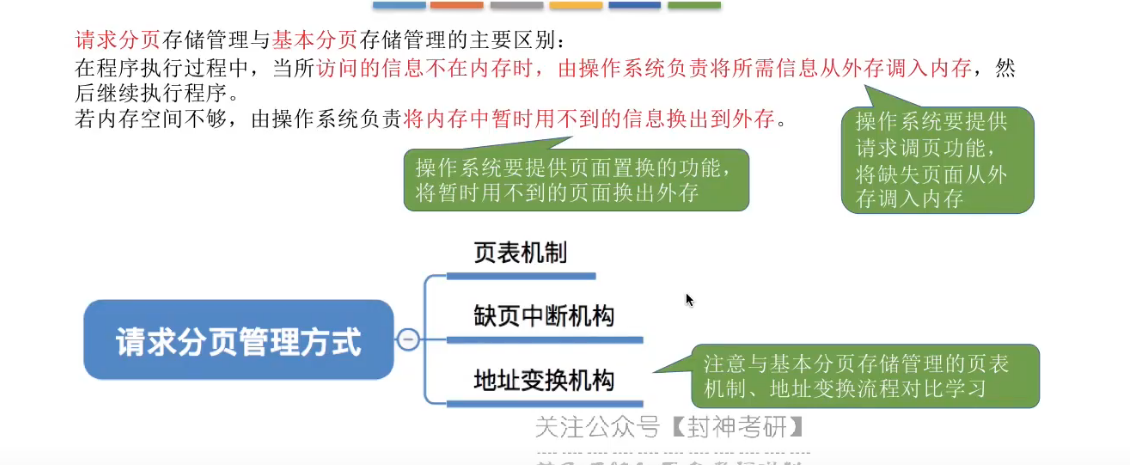 请求分页存储管理与基本分页存储管理的主要区别：
在程序执行过程中，当所访问的信息不在内存时，由操作系统负责将所需信息从外存调入内存，然
后继续执行程序。
若内存空间不够，由操作系统负责将内存中暂时用不到的信息换出到外存。
操作系统要提供
请求调页功能，
将缺失页面从外
存调入内存
操作系统要提供页面置换的功能，
将暂时用不到的页面换出外存
请求分页管理方式
页表机制
缺页中断机构
地址变换机构
注意与基本分页存储管理的页表
机制、地址变换流程对比学习
关注公众号【封神考研】